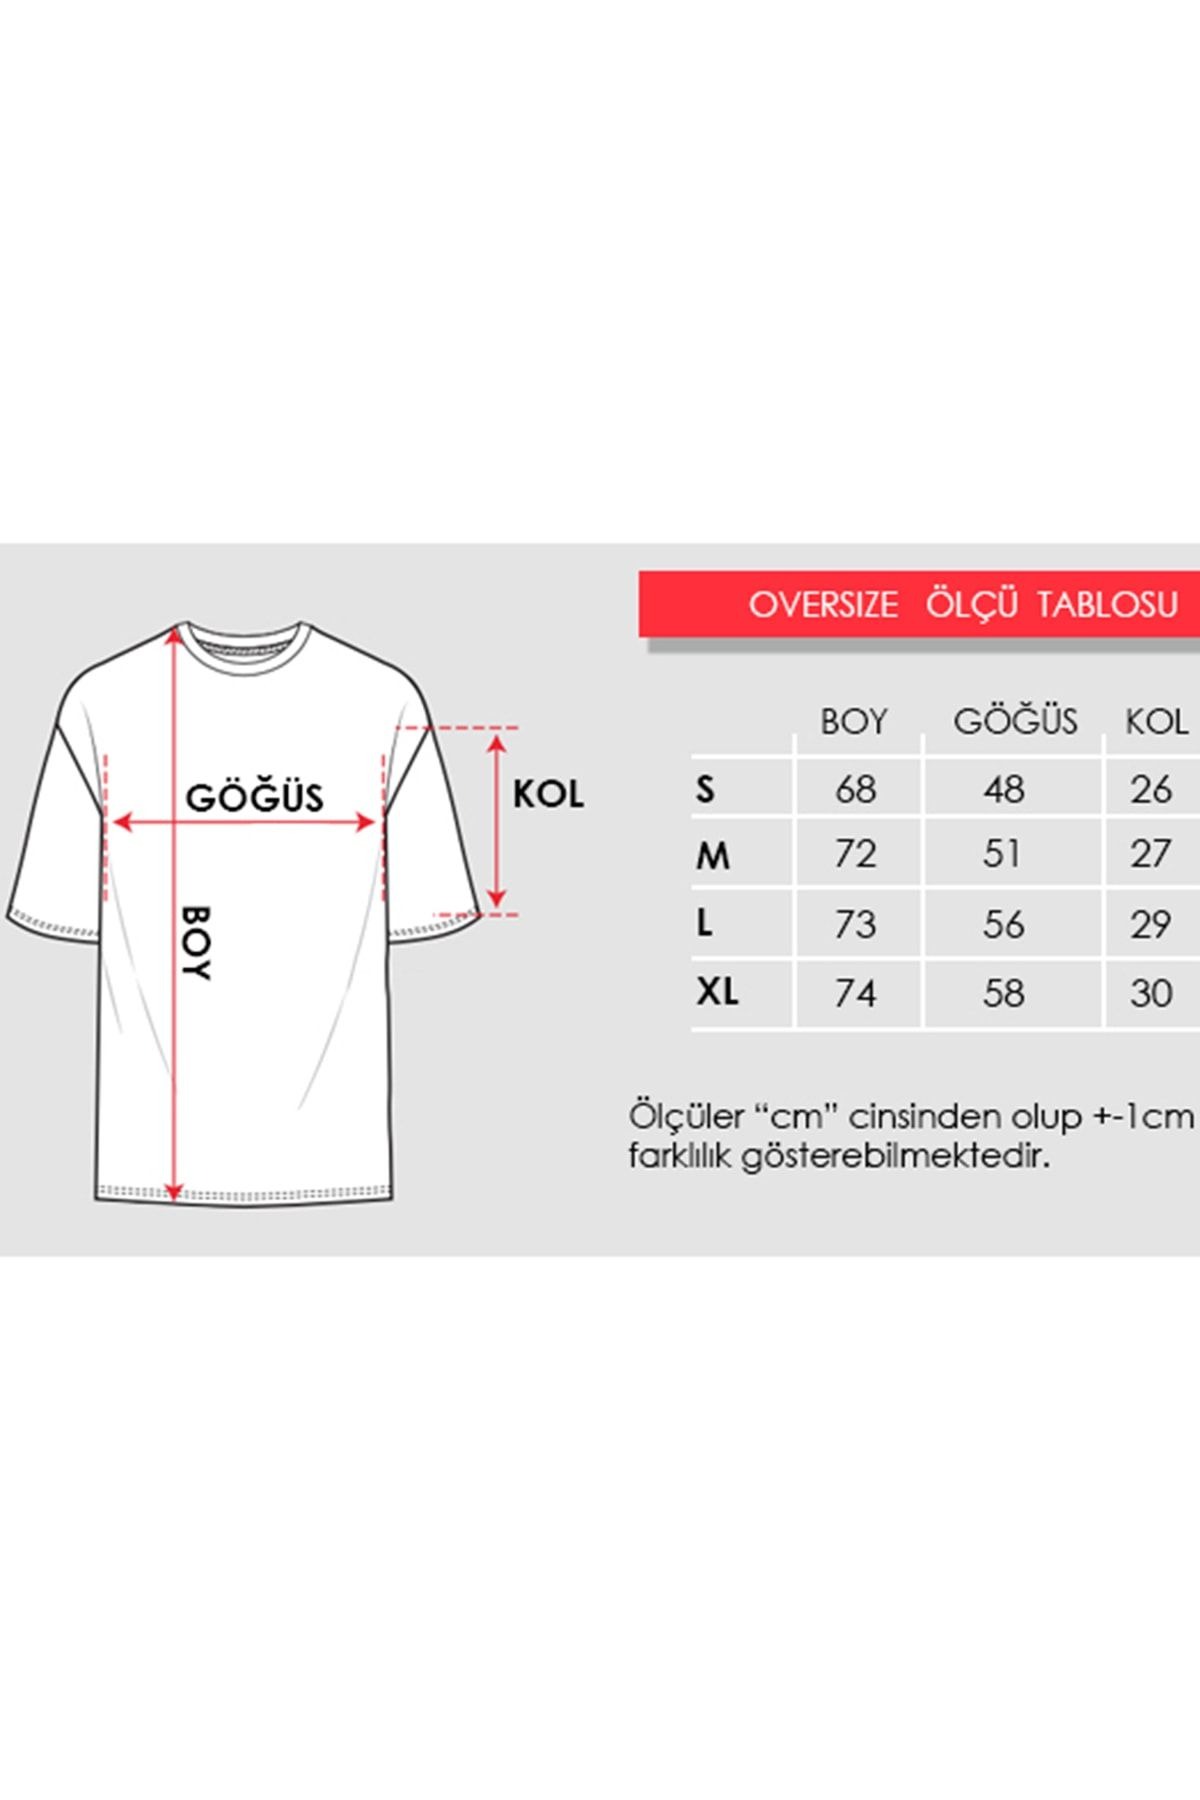 OVERSIZE ÖLÇÜ TABLOSU
BOY GÖĞÜS KOL
S 68 48 26
M 72 51 27
L 73 56 29
XL 74 58 30
Ölçüler “cm” cinsinden olup +-1cm
farklılık gösterebilmektedir.
GÖĞÜS
KOL
BOY